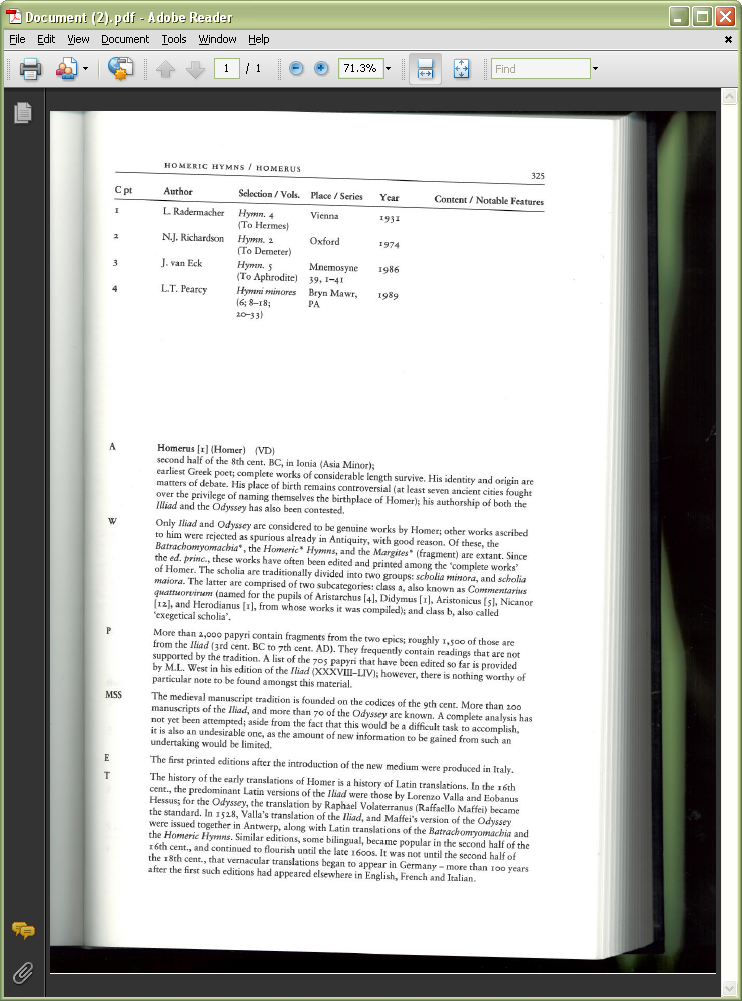 Document (2).pdf - Adobe Reader
File Edit View Document Tools Window Help
1 / 1 71.3% Find
HOMERIC HYMNS / HOMERUS 325
C pt Author Selection / Vols. Place / Series Year Content / Notable Features
1 L. Radermacher Hymn. 4 Vienna 1931
(To Hermes)
2 N.J. Richardson Hymn. 2 Oxford 1974
(To Demeter)
3 J. van Eck Hymn. 5 Mnemosyne 1986
(To Aphrodite) 39, 1–41
4 L.T. Pearcy Hymni minores Bryn Mawr, 1989
(6; 8–18; PA
20–33)
A Homerus [1] (Homer) (VD)
second half of the 8th cent. BC, in Ionia (Asia Minor);
earliest Greek poet; complete works of considerable length survive. His identity and origin are
matters of debate. His place of birth remains controversial (at least seven ancient cities fought
over the privilege of naming themselves the birthplace of Homer); his authorship of both the
Illiad and the Odyssey has also been contested.
W Only Iliad and Odyssey are considered to be genuine works by Homer; other works ascribed
to him were rejected as spurious already in Antiquity, with good reason. Of these, the
Batrachomyomachia*, the Homeric* Hymns, and the Margites* (fragment) are extant. Since
the ed. princ., these works have often been edited and printed among the ‘complete works’
of Homer. The scholia are traditionally divided into two groups: scholia minora, and scholia
maiora. The latter are comprised of two subcategories: class a, also known as Commentarius
quattuorvirum (named for the pupils of Aristarchus [4], Didymus [1], Aristonicus [5], Nicanor
[12], and Herodianus [1], from whose works it was compiled); and class b, also called
‘exegetical scholia’.
P More than 2,000 papyri contain fragments from the two epics; roughly 1,500 of those are
from the Iliad (3rd cent. BC to 7th cent. AD). They frequently contain readings that are not
supported by the tradition. A list of the 705 papyri that have been edited so far is provided
by M.L. West in his edition of the Iliad (XXXVIII–LIV); however, there is nothing worthy of
particular note to be found amongst this material.
MSS The medieval manuscript tradition is founded on the codices of the 9th cent. More than 200
manuscripts of the Iliad, and more than 70 of the Odyssey are known. A complete analysis has
not yet been attempted; aside from the fact that this would be a difficult task to accomplish,
it is also an undesirable one, as the amount of new information to be gained from such an
undertaking would be limited.
E The first printed editions after the introduction of the new medium were produced in Italy.
T The history of the early translations of Homer is a history of Latin translations. In the 16th
cent., the predominant Latin versions of the Iliad were those by Lorenzo Valla and Eobanus
Hessus; for the Odyssey, the translation by Raphael Volaterranus (Raffaello Maffei) became
the standard. In 1528, Valla's translation of the Iliad, and Maffei's version of the Odyssey
were issued together in Antwerp, along with Latin translations of the Batrachomyomachia and
the Homeric Hymns. Similar editions, some bilingual, became popular in the second half of the
16th cent., and continued to flourish until the late 1600s. It was not until the second half of
the 18th cent., that vernacular translations began to appear in Germany – more than 100 years
after the first such editions had appeared elsewhere in English, French and Italian.